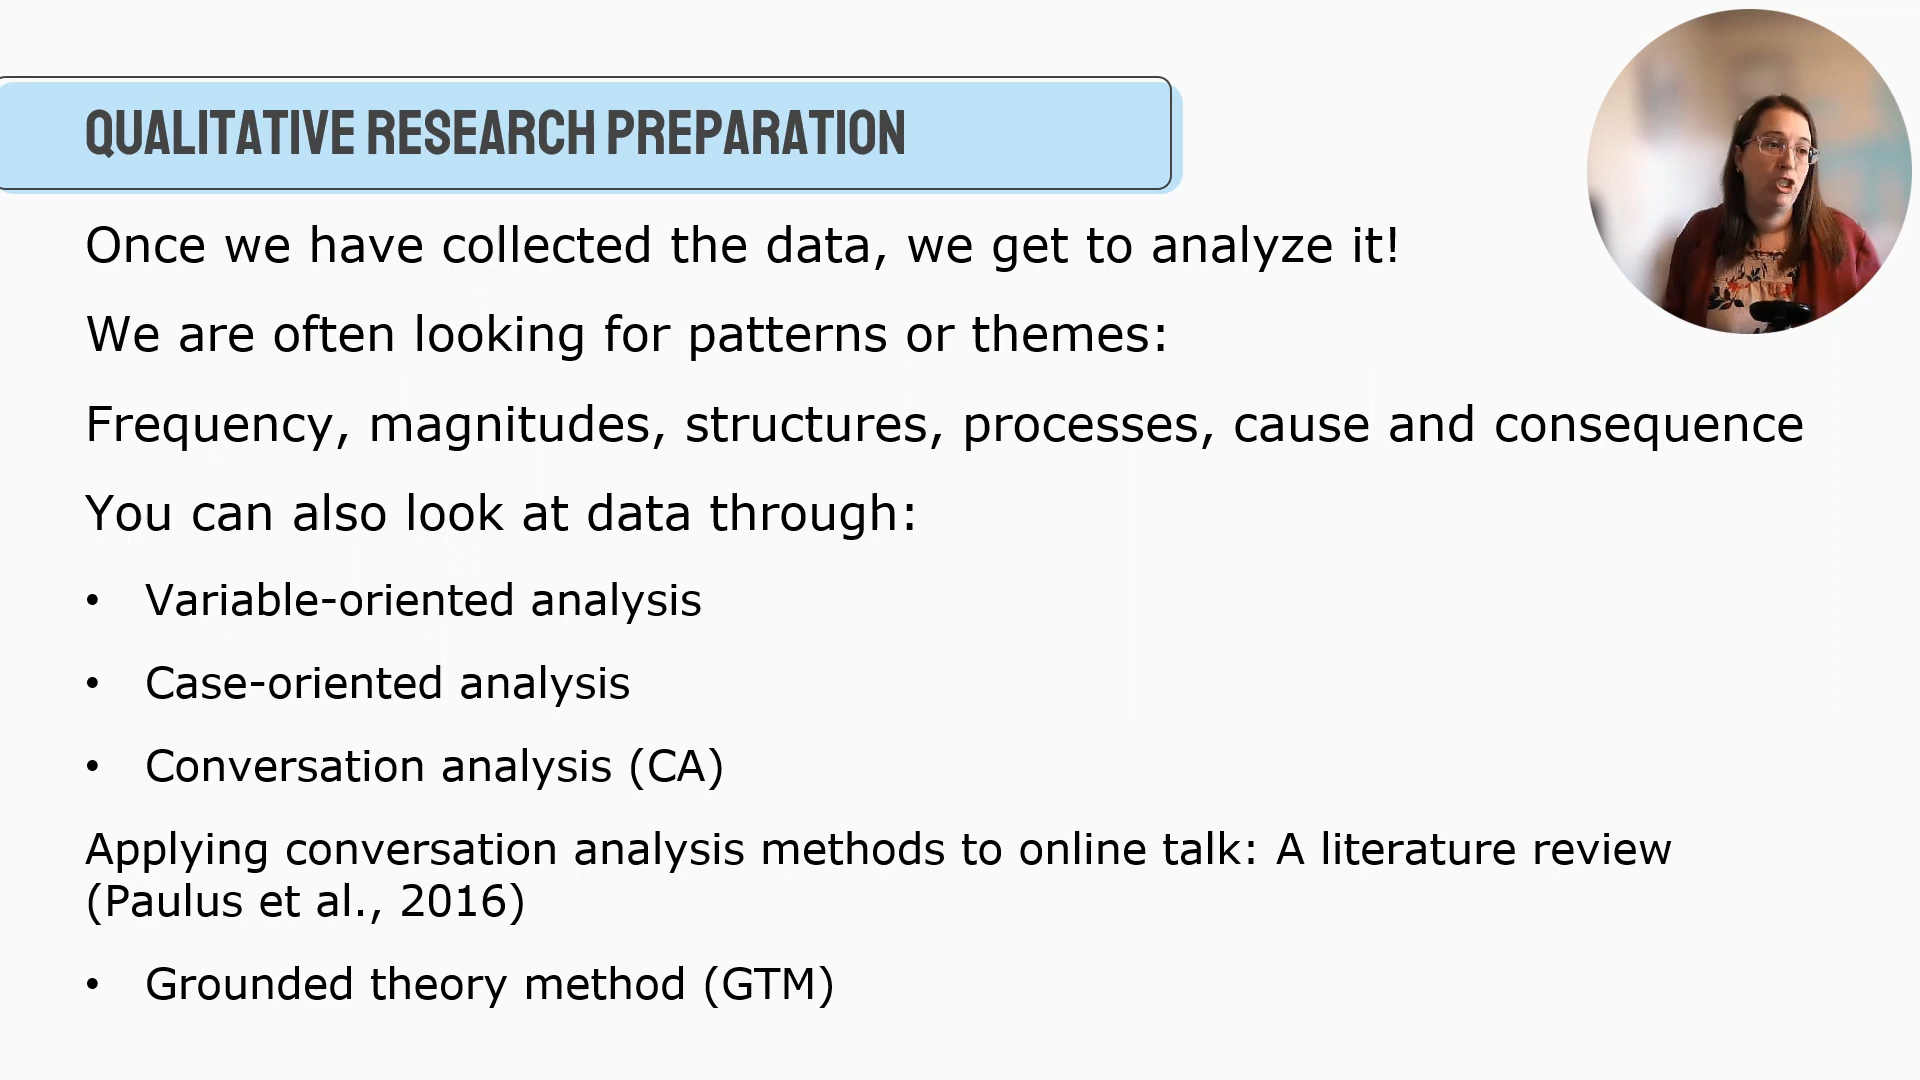 QUALITATIVE RESEARCH PREPARATION
Once we have collected the data, we get to analyze it!
We are often looking for patterns or themes:
Frequency, magnitudes, structures, processes, cause and consequence
You can also look at data through:
• Variable-oriented analysis
• Case-oriented analysis
• Conversation analysis (CA)
Applying conversation analysis methods to online talk: A literature review
(Paulus et al., 2016)
• Grounded theory method (GTM)